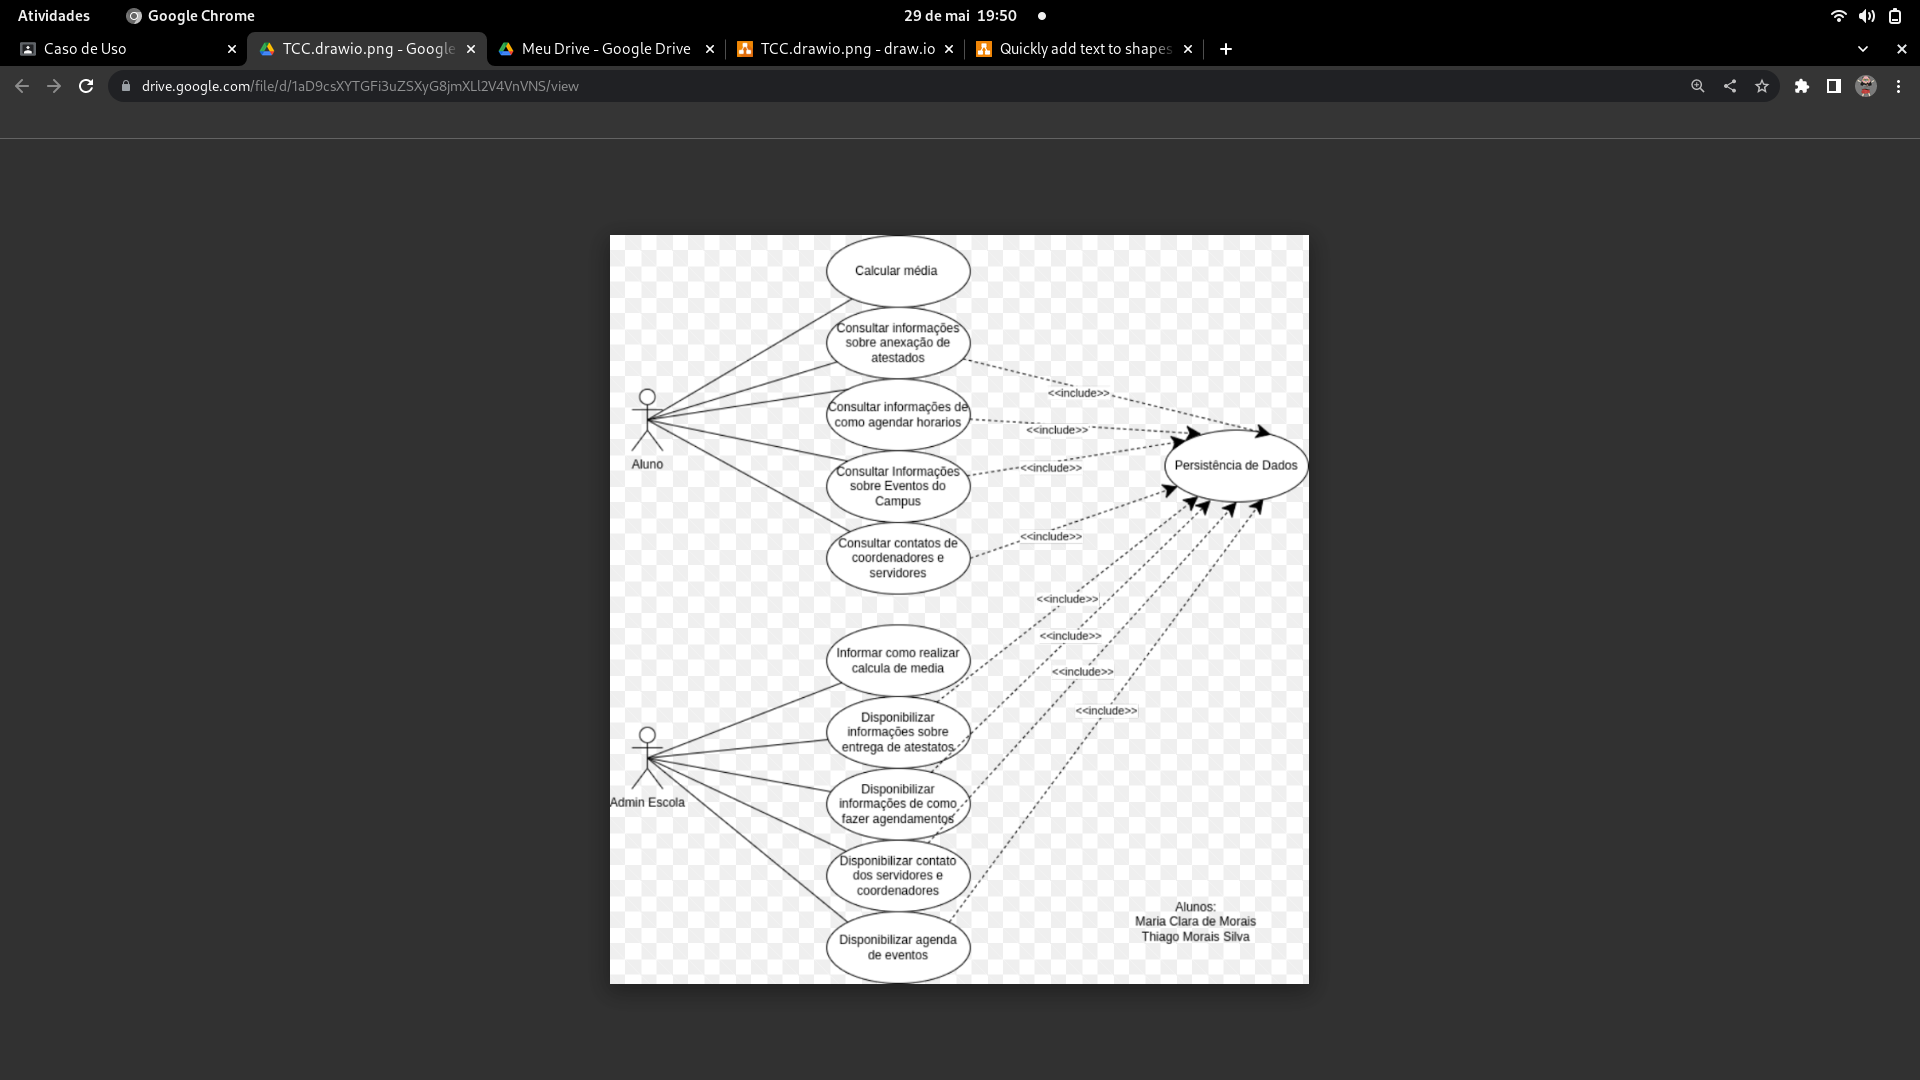 Atividades
Google Chrome
29 de mai 19:50
Caso de Uso
TCC.drawio.png - Google
Meu Drive - Google Drive
TCC.drawio.png - draw.io
Quickly add text to shapes
drive.google.com/file/d/1aD9csXYTGFi3uZSXyG8jmXLl2V4VnVNS/view
Calcular média
Consultar informações
sobre anexação de
atestados
<<include>>
Consultar informações de
como agendar horarios
<<include>>
Aluno
Persistência de Dados
Consultar Informações
sobre Eventos do
Campus
<<include>>
Consultar contatos de
coordenadores e
servidores
<<include>>
<<include>>
<<include>>
<<include>>
<<include>>
Informar como realizar
calcula de media
Disponibilizar
informações sobre
entrega de atestatos
Admin Escola
Disponibilizar
informações de como
fazer agendamentos
Disponibilizar contato
dos servidores e
coordenadores
Disponibilizar agenda
de eventos
Alunos:
Maria Clara de Morais
Thiago Morais Silva